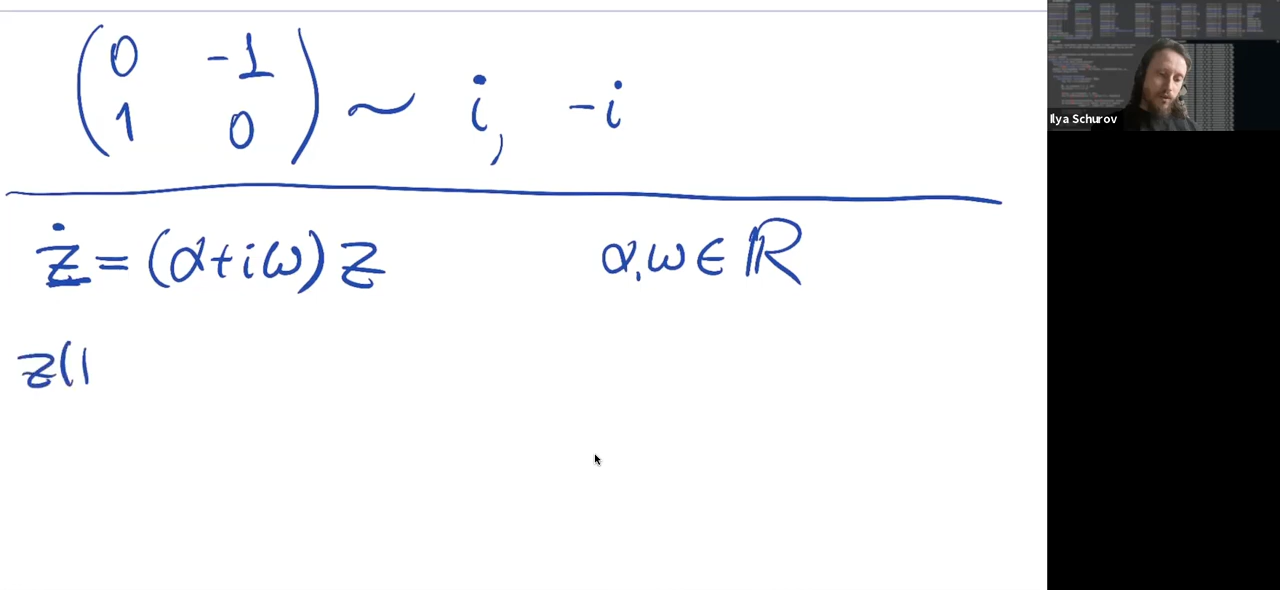 ( 0 -1
1 0 ) ~ i, -i
ż = (α+iω) z α,ω ∈ ℝ
z(
Ilya Schurov